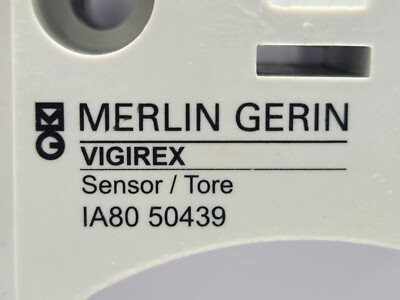 MERLIN GERIN
VIGIREX
Sensor / Tore
IA80 50439